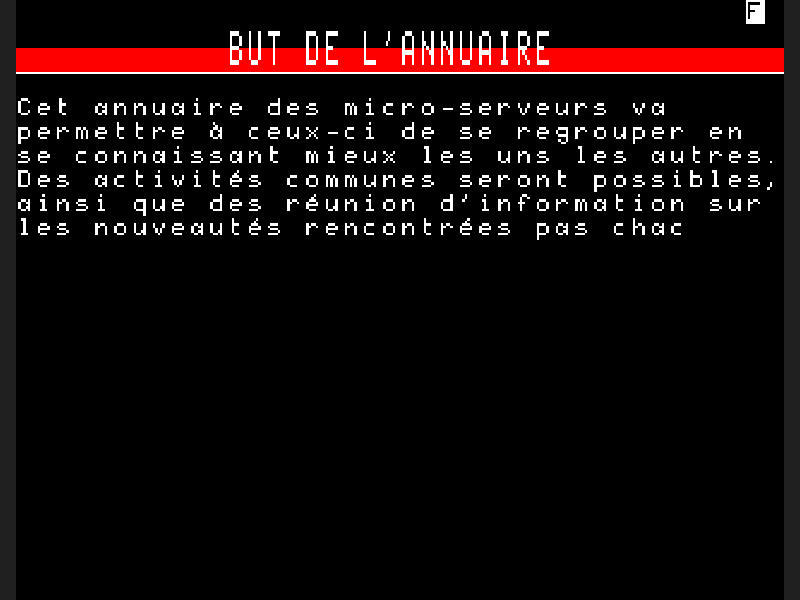 F
BUT DE L'ANNUAIRE
Cet annuaire des micro-serveurs va
permettre à ceux-ci de se regrouper en
se connaissant mieux les uns les autres.
Des activités communes seront possibles,
ainsi que des réunion d'information sur
les nouveautés rencontrées pas chac